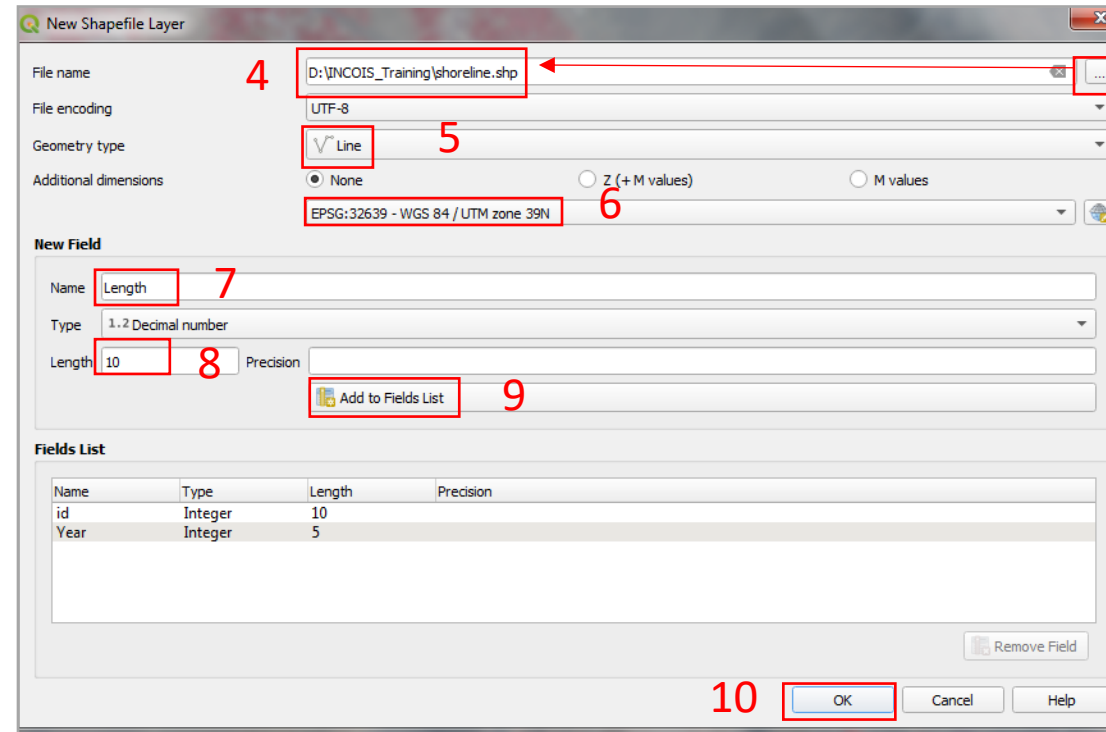 New Shapefile Layer
File name
4
D:\INCOIS_Training\shoreline.shp
...
File encoding
UTF-8
Geometry type
Line
5
Additional dimensions
None
Z (+ M values)
M values
EPSG:32639 - WGS 84 / UTM zone 39N
6
New Field
Name
Length
7
Type
1.2 Decimal number
Length
10
8
Precision
Add to Fields List
9
Fields List
Name Type Length Precision
id Integer 10
Year Integer 5
Remove Field
10
OK
Cancel
Help